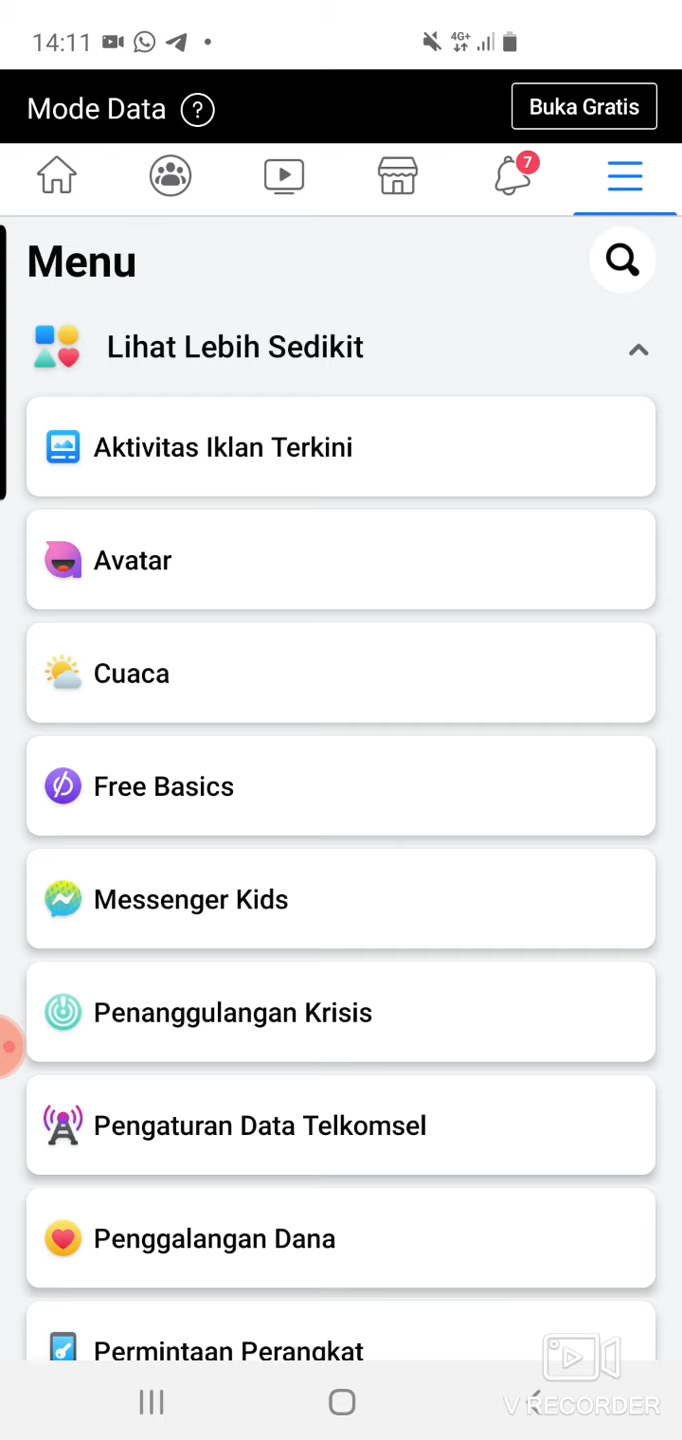 14:11 4G+
Mode Data ? Buka Gratis
7
Menu
Lihat Lebih Sedikit
Aktivitas Iklan Terkini
Avatar
Cuaca
Free Basics
Messenger Kids
Penanggulangan Krisis
Pengaturan Data Telkomsel
Penggalangan Dana
Permintaan Perangkat
V RECORDER